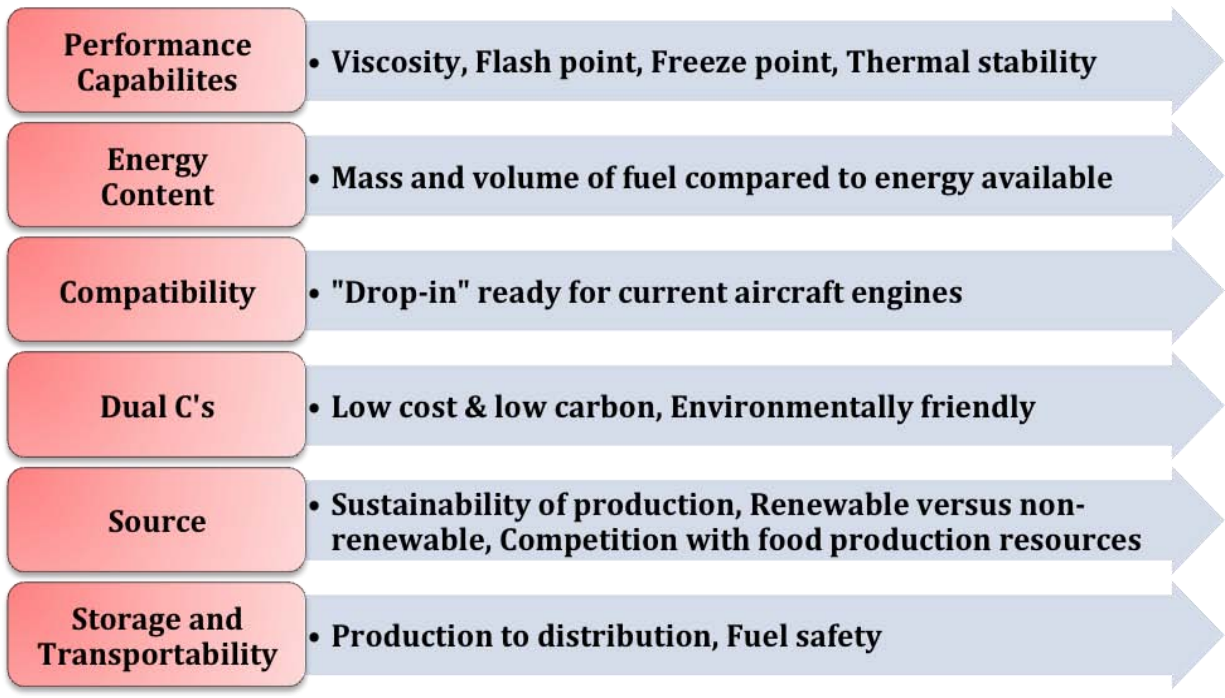 Performance
Capabilites
• Viscosity, Flash point, Freeze point, Thermal stability
Energy
Content
• Mass and volume of fuel compared to energy available
Compatibility
• "Drop-in" ready for current aircraft engines
Dual C's
• Low cost & low carbon, Environmentally friendly
Source
• Sustainability of production, Renewable versus non-
renewable, Competition with food production resources
Storage and
Transportability
• Production to distribution, Fuel safety